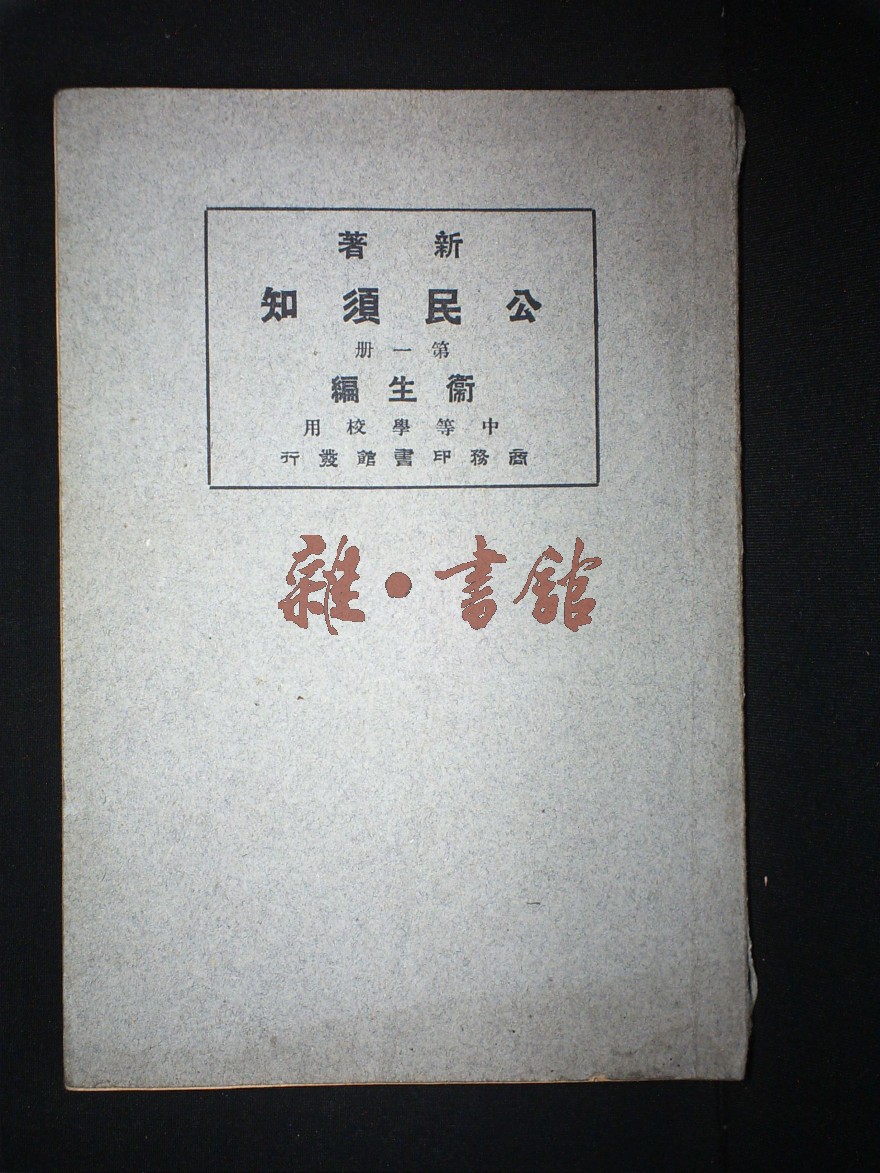 新著
公民須知
第一册
衞生編
中等學校用
商務印書館發行
雜·書館